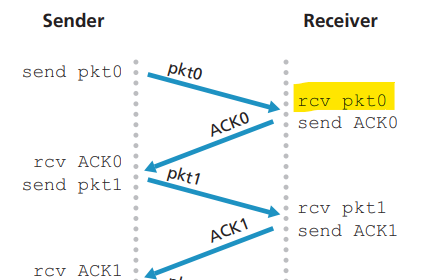 Sender Receiver
send pkt0
pkt0
rcv pkt0
send ACK0
ACK0
rcv ACK0
send pkt1
pkt1
rcv pkt1
send ACK1
ACK1
rcv ACK1